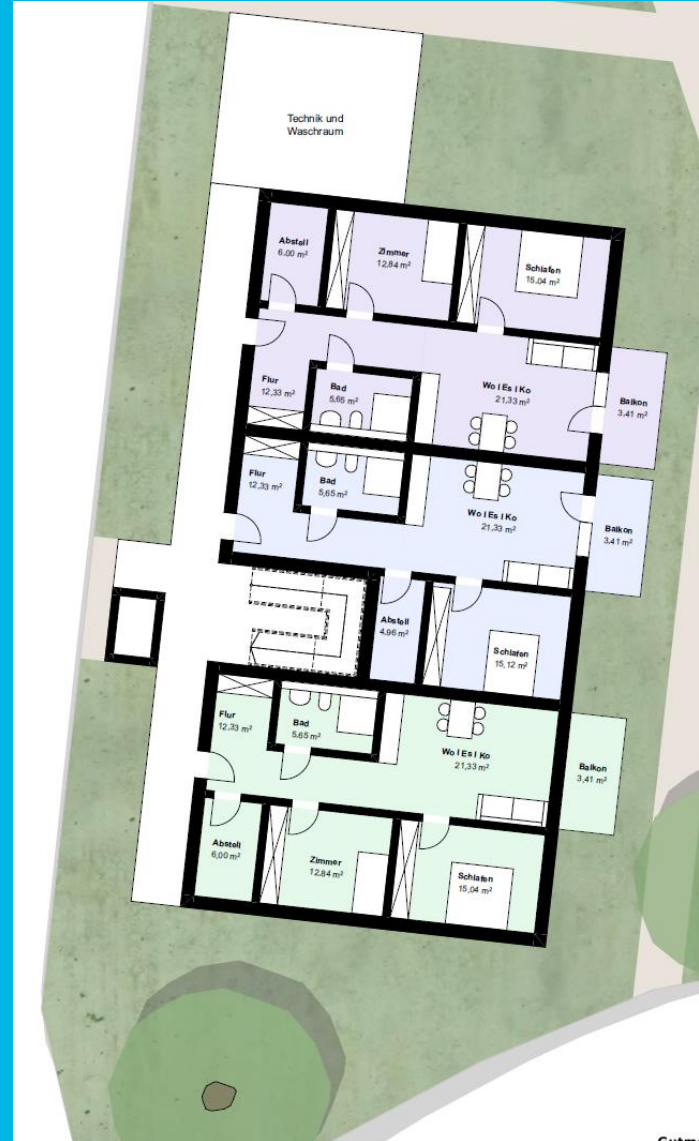 Technik und
Waschraum
Abstell
6,00 m²
Zimmer
12,84 m²
Schlafen
15,04 m²
Flur
12,33 m²
Bad
5,65 m²
Wo I Es I Ko
21,33 m²
Balkon
3,41 m²
Flur
12,33 m²
Bad
5,65 m²
Wo I Es I Ko
21,33 m²
Balkon
3,41 m²
Abstell
4,96 m²
Schlafen
15,12 m²
Flur
12,33 m²
Bad
5,65 m²
Wo I Es I Ko
21,33 m²
Balkon
3,41 m²
Abstell
6,00 m²
Zimmer
12,84 m²
Schlafen
15,04 m²